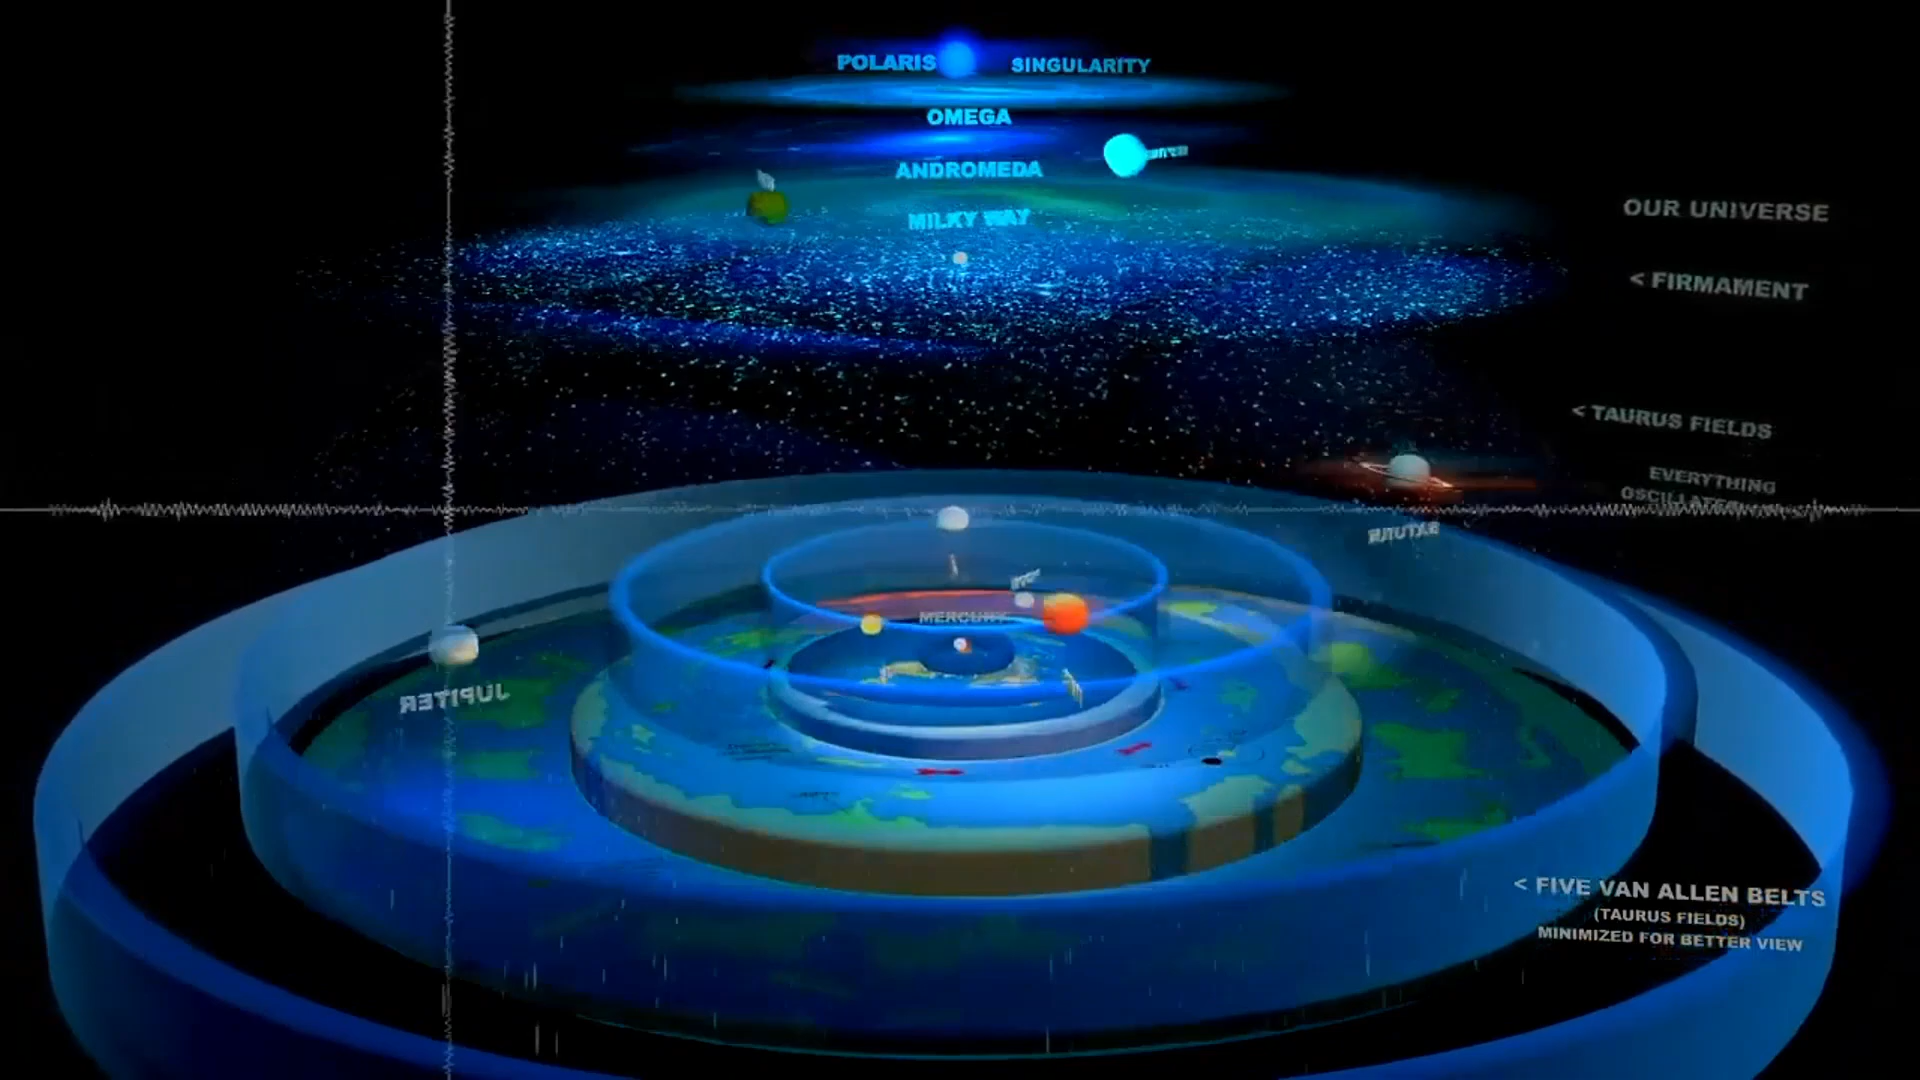 POLARIS
SINGULARITY
OMEGA
ANDROMEDA
MILKY WAY
OUR UNIVERSE
< FIRMAMENT
< TAURUS FIELDS
EVERYTHING
SATURN
MERCURY
JUPITER
< FIVE VAN ALLEN BELTS
(TAURUS FIELDS)
MINIMIZED FOR BETTER VIEW